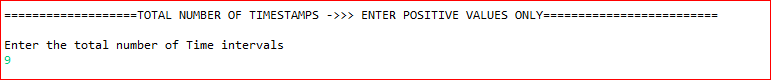 ===================TOTAL NUMBER OF TIMESTAMPS ->>> ENTER POSITIVE VALUES ONLY=========================
Enter the total number of Time intervals
9